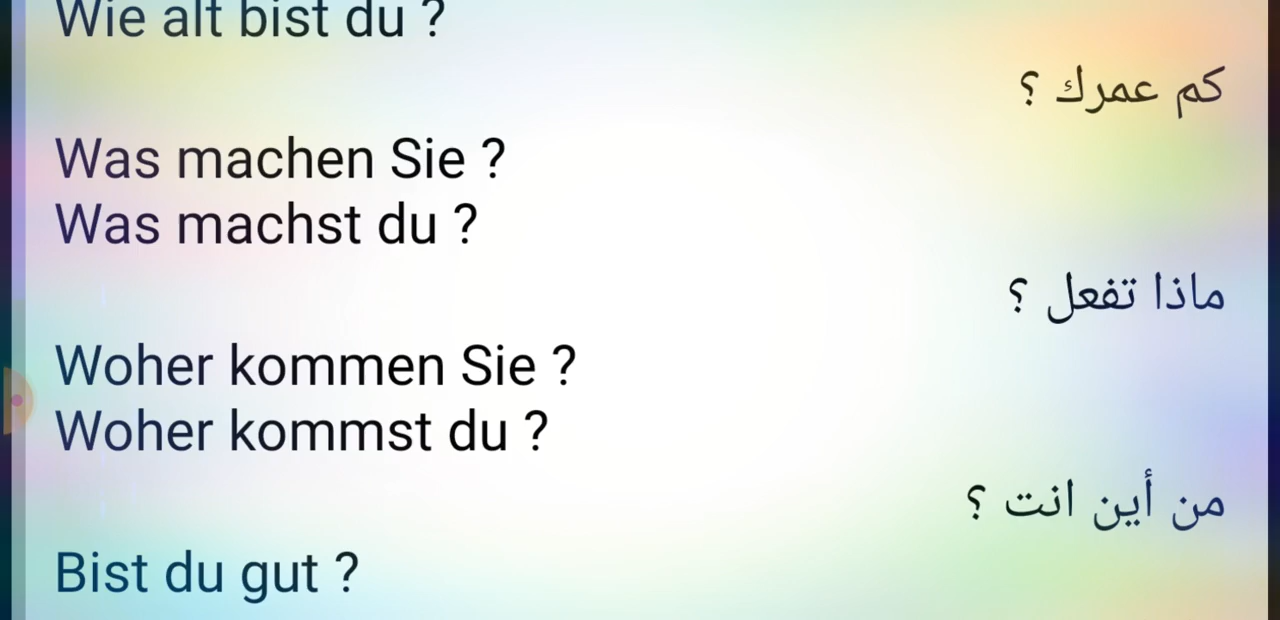 Wie alt bist du ?
كم عمرك ؟
Was machen Sie ?
Was machst du ?
ماذا تفعل ؟
Woher kommen Sie ?
Woher kommst du ?
من أين انت ؟
Bist du gut ?